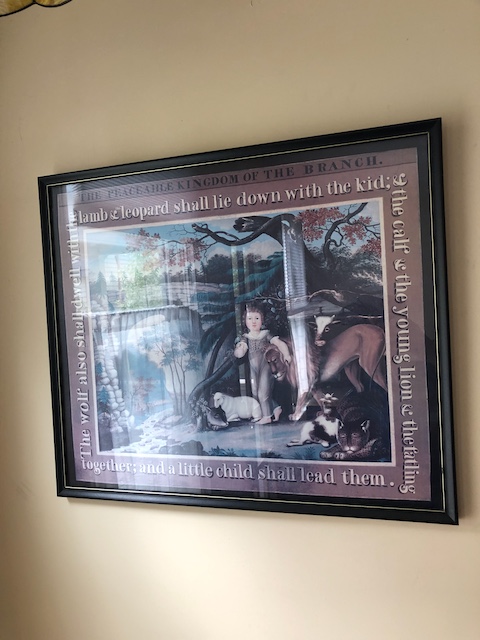 THE PEACEABLE KINGDOM OF THE BRANCH.
The wolf also shall dwell with the
lamb & leopard shall lie down with the kid;
& the calf & the young lion & the fatling
together; and a little child shall lead them.